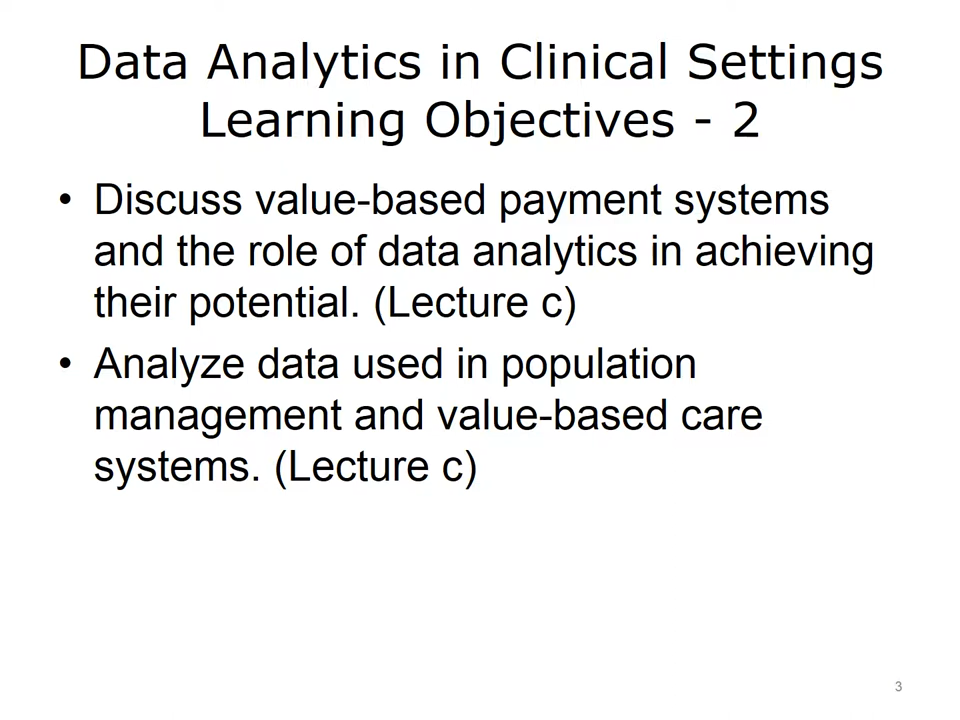 Data Analytics in Clinical Settings
Learning Objectives - 2
• Discuss value-based payment systems
and the role of data analytics in achieving
their potential. (Lecture c)
• Analyze data used in population
management and value-based care
systems. (Lecture c)
3